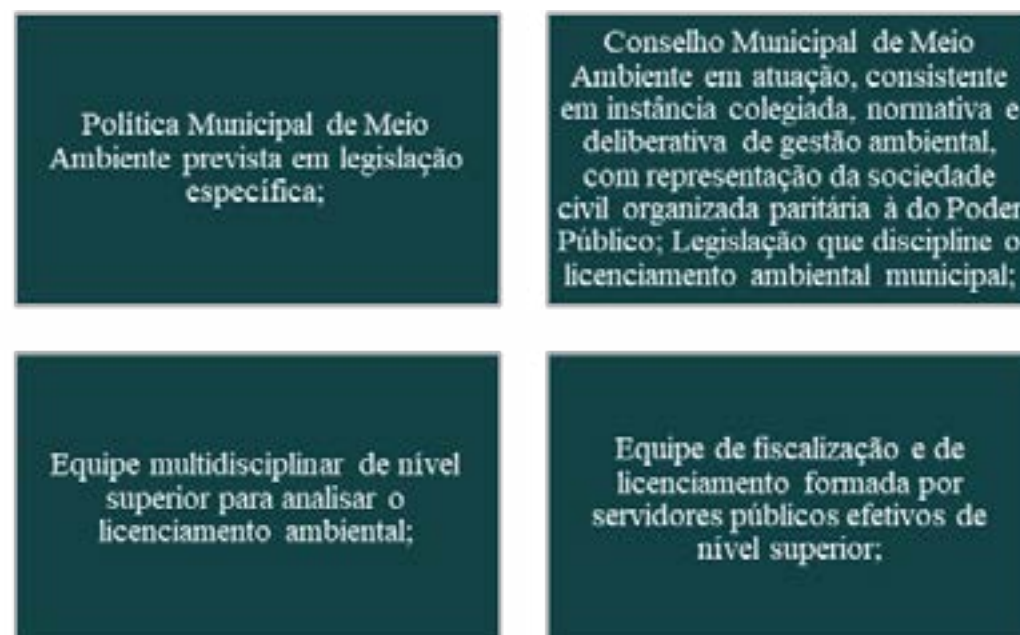 Política Municipal de Meio
Ambiente prevista em legislação
específica;
Conselho Municipal de Meio
Ambiente em atuação, consistente
em instância colegiada, normativa e
deliberativa de gestão ambiental,
com representação da sociedade
civil organizada paritária à do Poder
Público; Legislação que discipline o
licenciamento ambiental municipal;
Equipe multidisciplinar de nível
superior para analisar o
licenciamento ambiental;
Equipe de fiscalização e de
licenciamento formada por
servidores públicos efetivos de
nível superior;